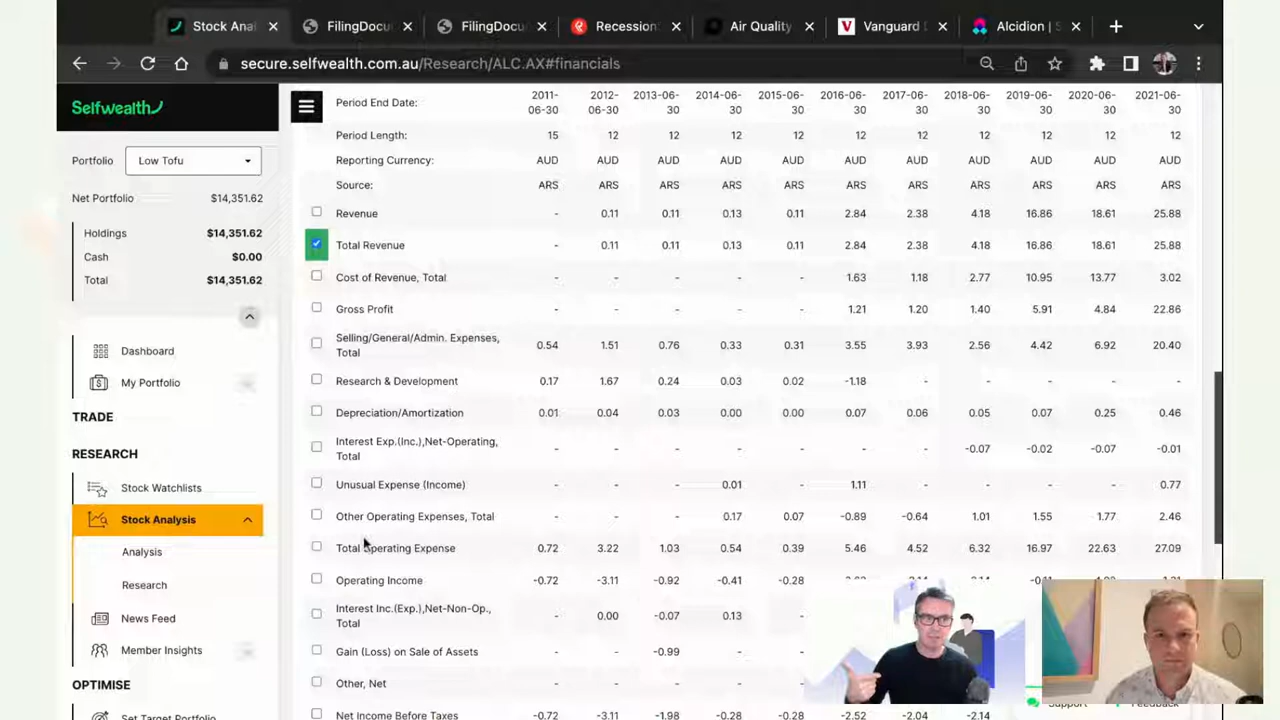 Stock Anal
FilingDocu
FilingDocu
Recession
Air Quality
Vanguard
Alcidion | S
secure.selfwealth.com.au/Research/ALC.AX#financials
Selfwealth
Portfolio Low Tofu
Net Portfolio $14,351.62
Holdings $14,351.62
Cash $0.00
Total $14,351.62
Dashboard
My Portfolio
TRADE
RESEARCH
Stock Watchlists
Stock Analysis
Analysis
Research
News Feed
Member Insights
OPTIMISE
Set Target Portfolio
Period End Date: 2011-06-30 2012-06-30 2013-06-30 2014-06-30 2015-06-30 2016-06-30 2017-06-30 2018-06-30 2019-06-30 2020-06-30 2021-06-30
Period Length: 15 12 12 12 12 12 12 12 12 12 12
Reporting Currency: AUD AUD AUD AUD AUD AUD AUD AUD AUD AUD AUD
Source: ARS ARS ARS ARS ARS ARS ARS ARS ARS ARS ARS
Revenue - 0.11 0.11 0.13 0.11 2.84 2.38 4.18 16.86 18.61 25.88
Total Revenue - 0.11 0.11 0.13 0.11 2.84 2.38 4.18 16.86 18.61 25.88
Cost of Revenue, Total - - - - - 1.63 1.18 2.77 10.95 13.77 3.02
Gross Profit - - - - - 1.21 1.20 1.40 5.91 4.84 22.86
Selling/General/Admin. Expenses, Total 0.54 1.51 0.76 0.33 0.31 3.55 3.93 2.56 4.42 6.92 20.40
Research & Development 0.17 1.67 0.24 0.03 0.02 -1.18 - - - - -
Depreciation/Amortization 0.01 0.04 0.03 0.00 0.00 0.07 0.06 0.05 0.07 0.25 0.46
Interest Exp.(Inc.),Net-Operating, Total - - - - - - - -0.07 -0.02 -0.07 -0.01
Unusual Expense (Income) - - - 0.01 - 1.11 - - - - 0.77
Other Operating Expenses, Total - - - 0.17 0.07 -0.89 -0.64 1.01 1.55 1.77 2.46
Total Operating Expense 0.72 3.22 1.03 0.54 0.39 5.46 4.52 6.32 16.97 22.63 27.09
Operating Income -0.72 -3.11 -0.92 -0.41 -0.28
Interest Inc.(Exp.),Net-Non-Op., Total - 0.00 -0.07 0.13 -
Gain (Loss) on Sale of Assets - - -0.99 - -
Other, Net - - - - -
Net Income Before Taxes -0.72 -3.11 -1.98 -0.28 -0.28 -2.52 -2.04 -2.14
Support
Feedback